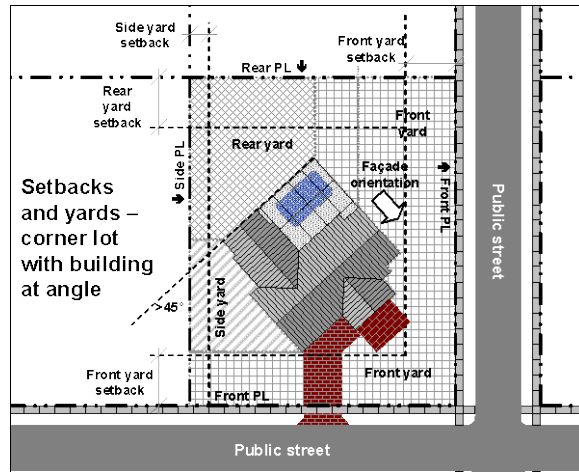 Side yard
setback
Front yard
setback
Rear PL
Rear
yard
setback
Front
yard
Rear yard
Side PL
Façade
orientation
Front PL
Public street
Setbacks
and yards –
corner lot
with building
at angle
>45°
Side yard
Front yard
setback
Front yard
Front PL
Public street